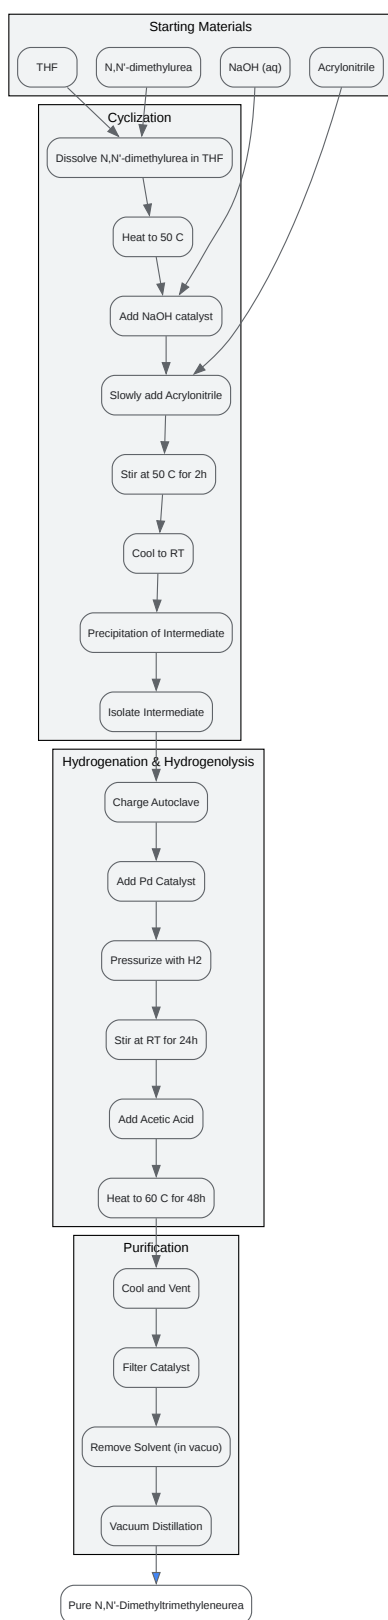 Starting Materials
THF
N,N'-dimethylurea
NaOH (aq)
Acrylonitrile
Cyclization
Dissolve N,N'-dimethylurea in THF
Heat to 50 C
Add NaOH catalyst
Slowly add Acrylonitrile
Stir at 50 C for 2h
Cool to RT
Precipitation of Intermediate
Isolate Intermediate
Hydrogenation & Hydrogenolysis
Charge Autoclave
Add Pd Catalyst
Pressurize with H2
Stir at RT for 24h
Add Acetic Acid
Heat to 60 C for 48h
Purification
Cool and Vent
Filter Catalyst
Remove Solvent (in vacuo)
Vacuum Distillation
Pure N,N'-Dimethyltrimethyleneurea